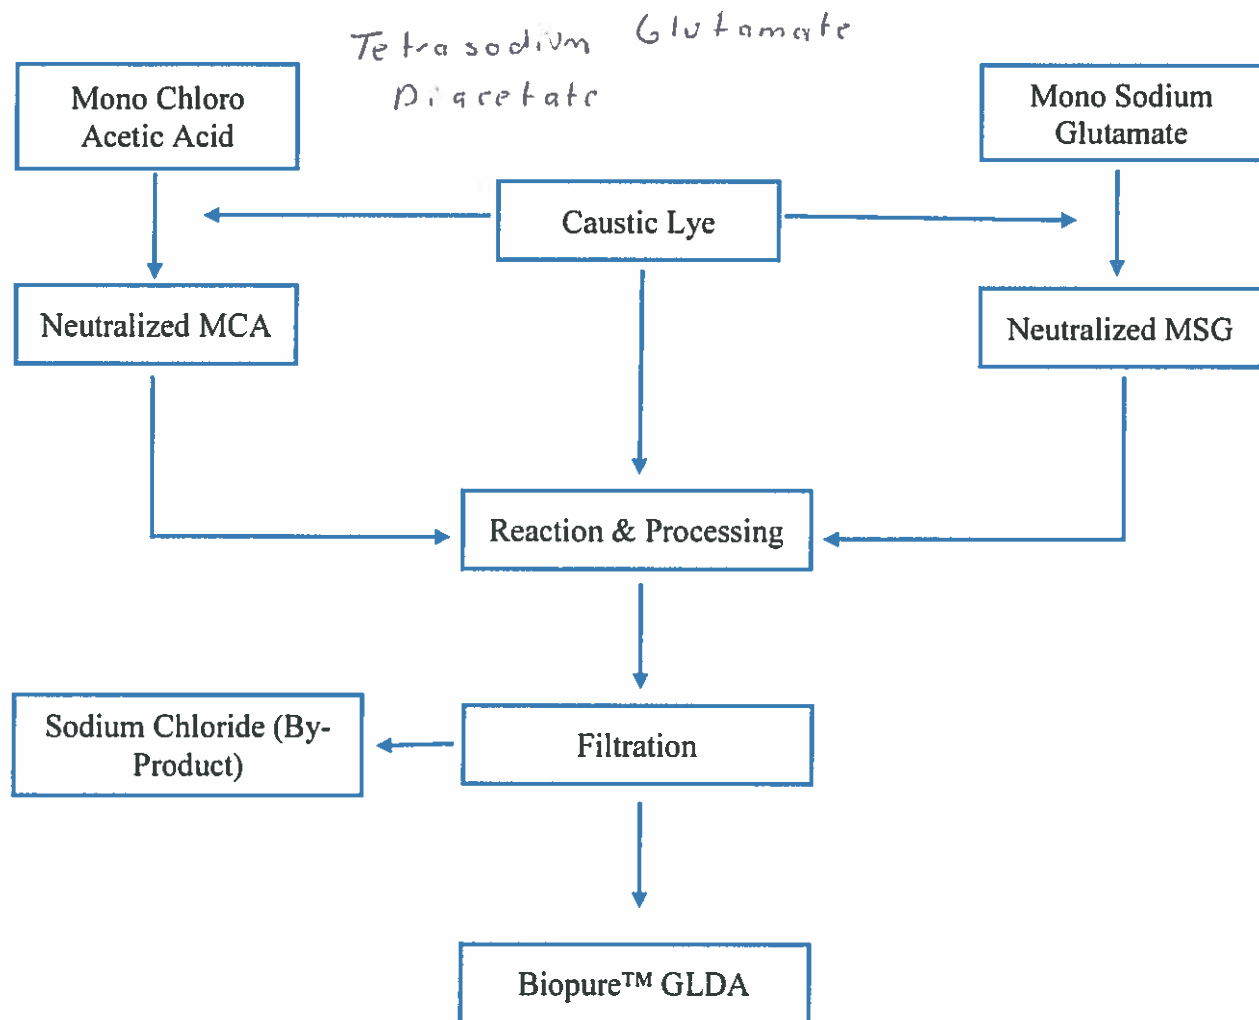 Tetrasodium Glutamate
Diacetate
Mono Chloro
Acetic Acid
Mono Sodium
Glutamate
Caustic Lye
Neutralized MCA
Neutralized MSG
Reaction & Processing
Sodium Chloride (By-
Product)
Filtration
Biopure™ GLDA